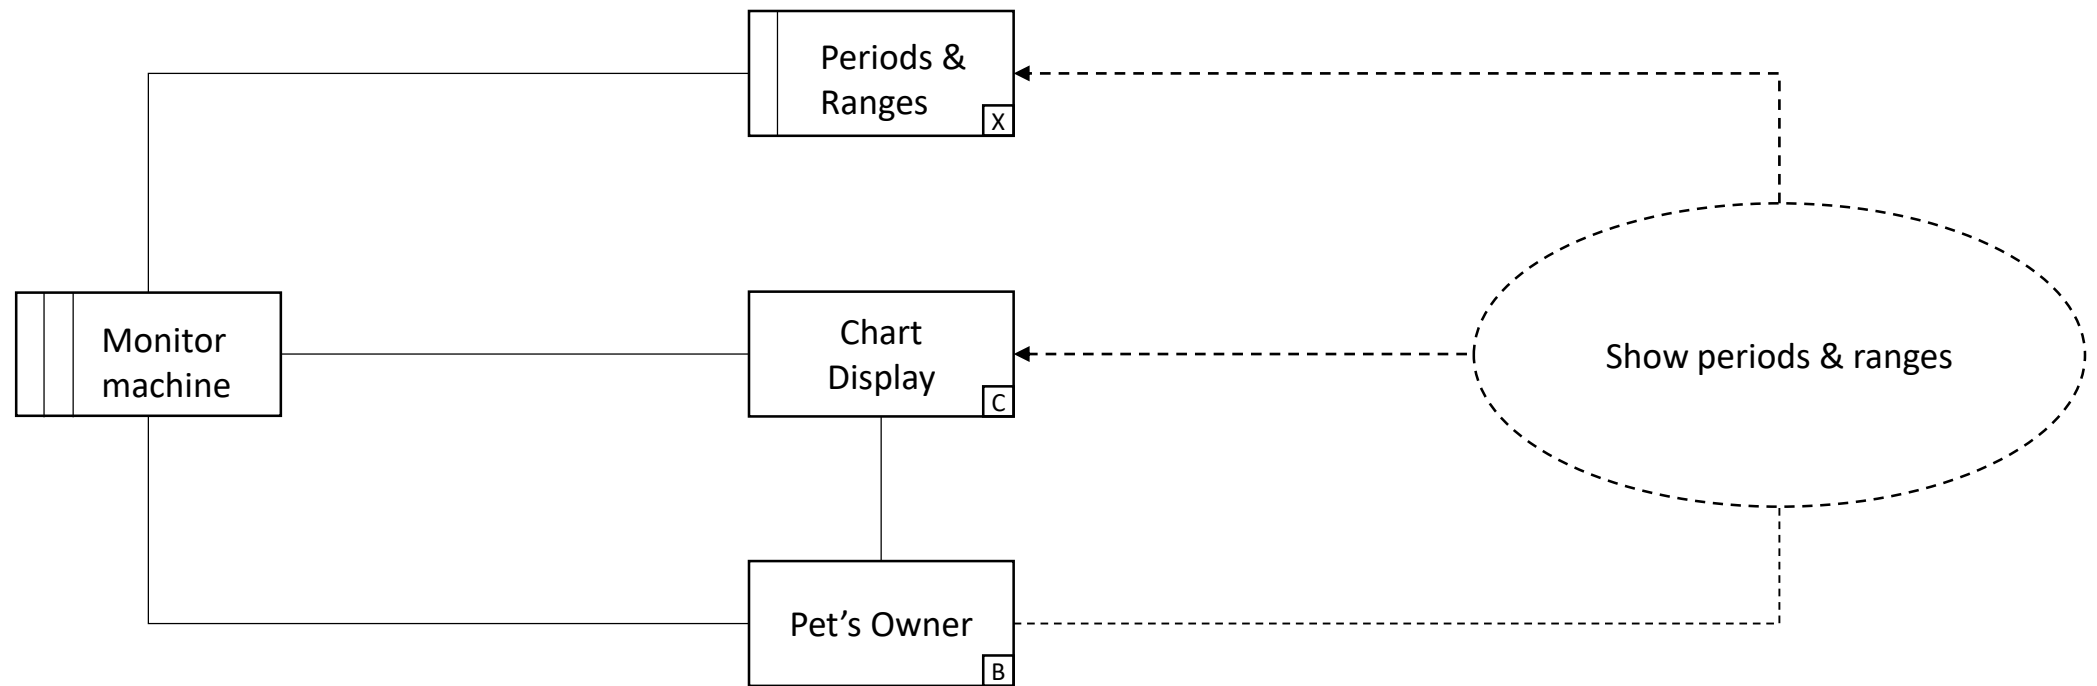 Periods &
Ranges
X
Monitor
machine
Chart
Display
C
Show periods & ranges
Pet’s Owner
B